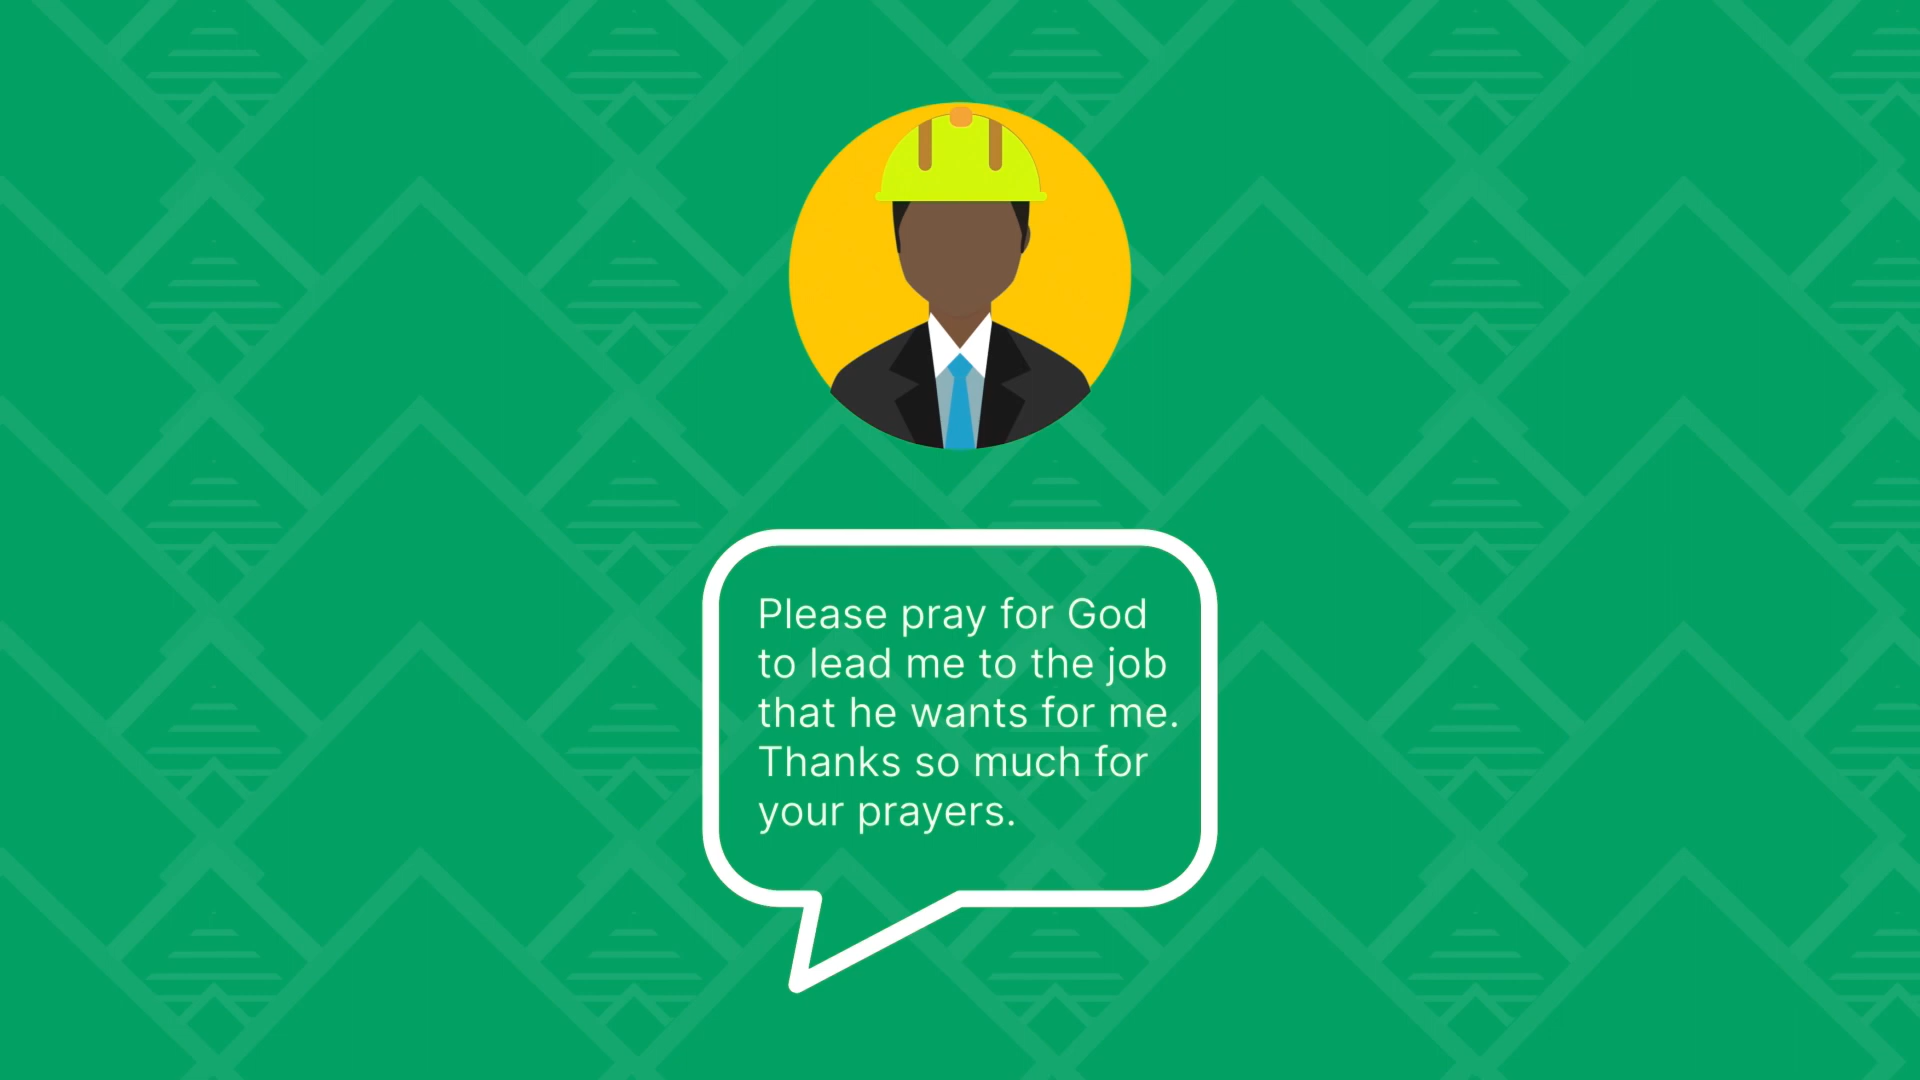 Please pray for God
to lead me to the job
that he wants for me.
Thanks so much for
your prayers.